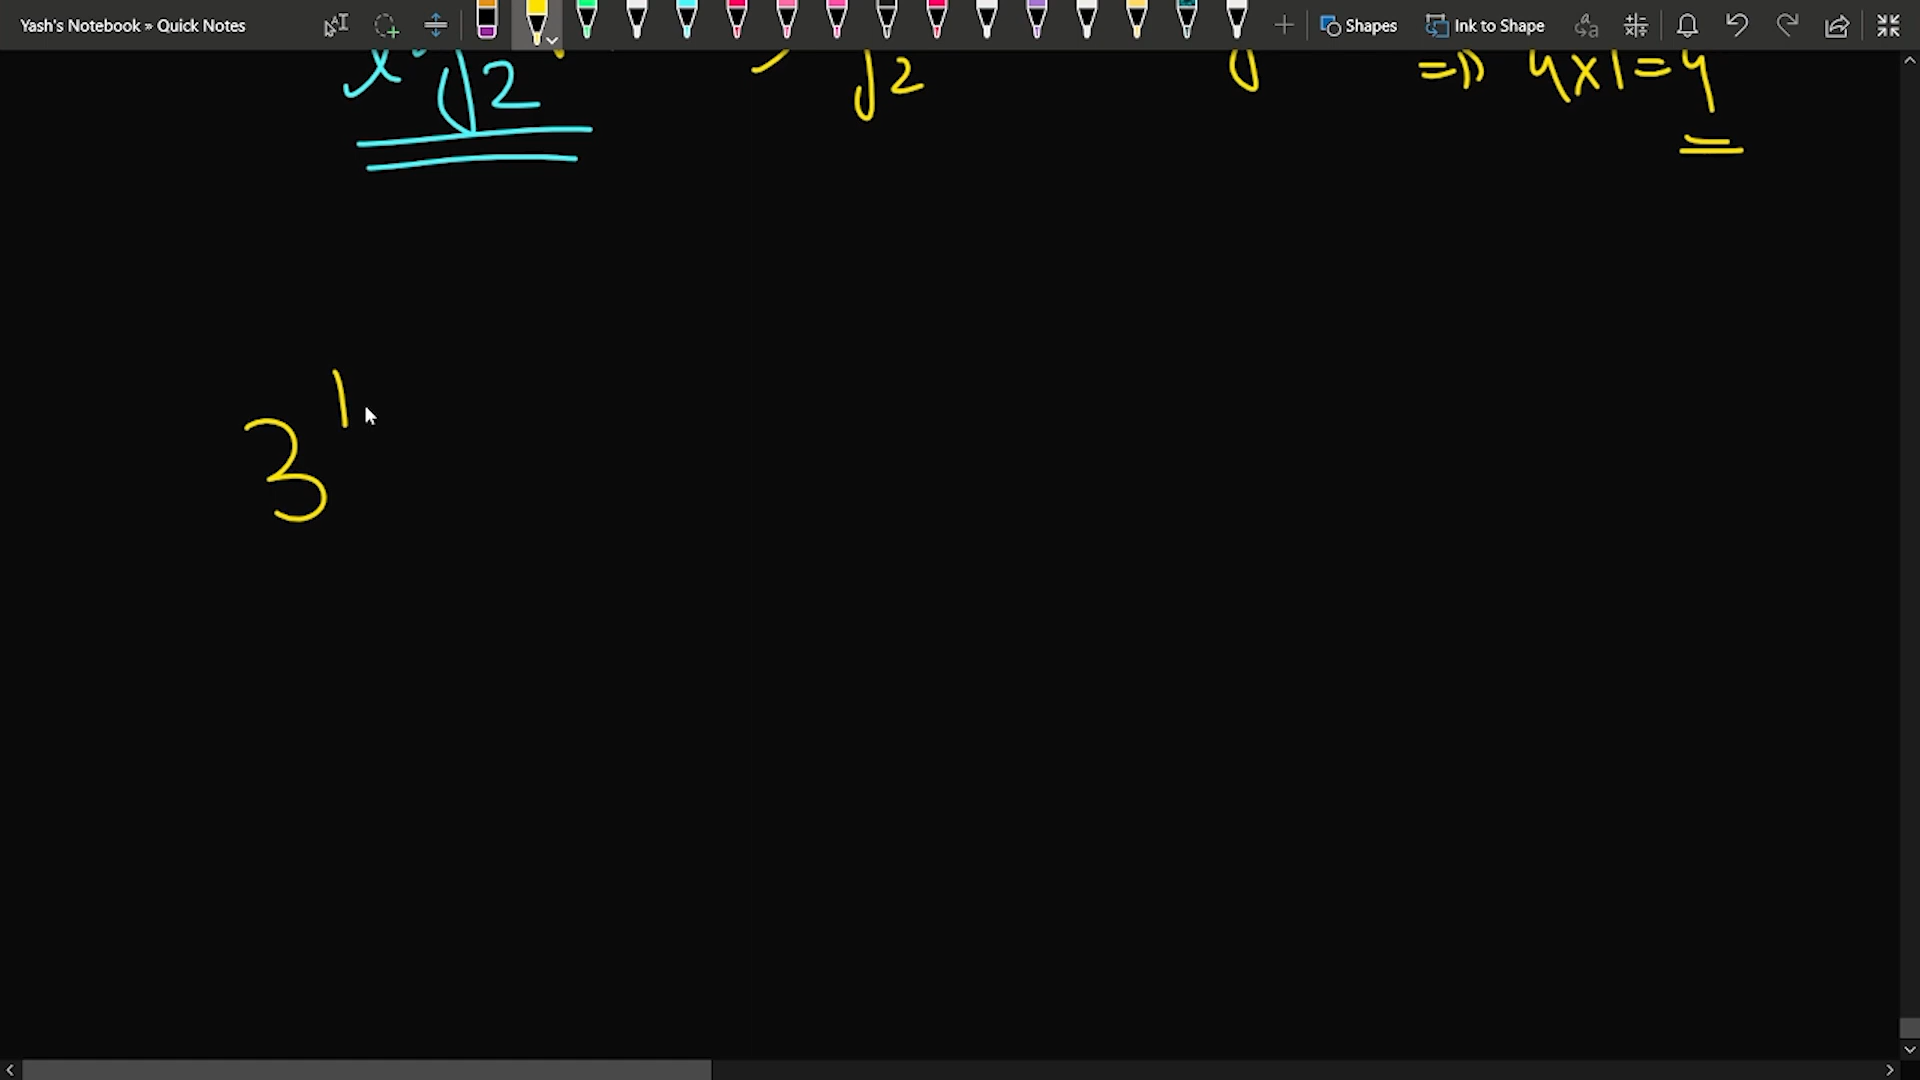 Yash's Notebook » Quick Notes Shapes Ink to Shape
2 √2 => 4x1=4
3^1